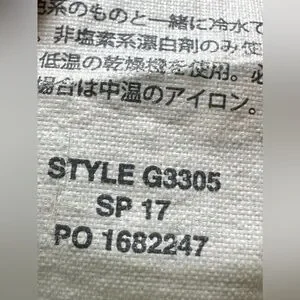 色系のものと一緒に冷水で
非塩素系漂白剤のみ使
低温の乾燥機を使用。必
場合は中温のアイロン。
STYLE G3305
SP 17
PO 1682247